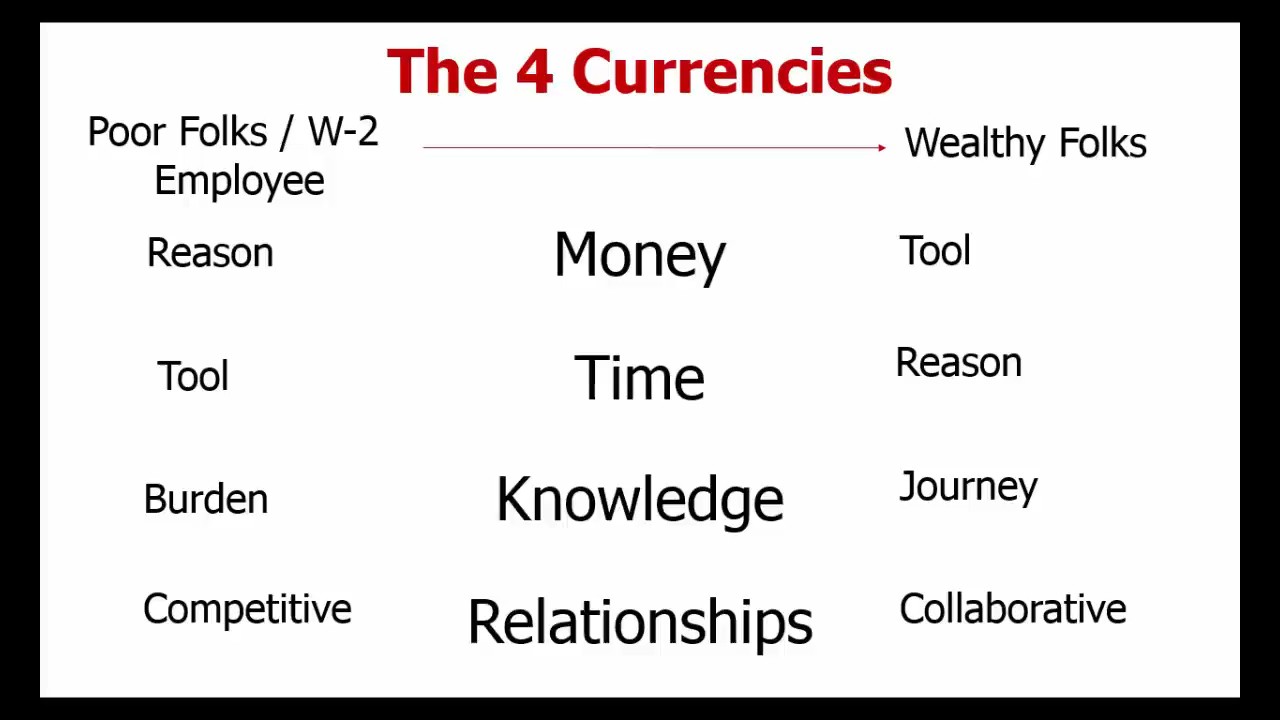 The 4 Currencies
Poor Folks / W-2
Employee
Wealthy Folks
Reason
Money
Tool
Tool
Time
Reason
Burden
Knowledge
Journey
Competitive
Relationships
Collaborative